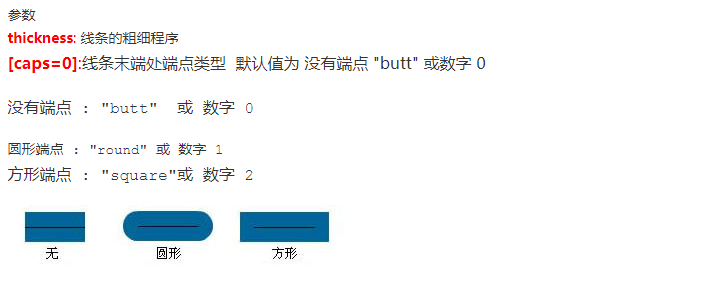 参数
thickness: 线条的粗细程序
[caps=0]:线条末端处端点类型 默认值为 没有端点 "butt" 或数字 0
没有端点 : "butt" 或 数字 0
圆形端点 : "round" 或 数字 1
方形端点 : "square"或 数字 2
无 圆形 方形